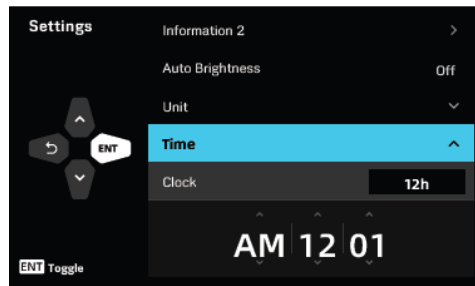 Settings
Information 2
Auto Brightness Off
Unit
ENT
Time
Clock 12h
AM 12 01
ENT Toggle